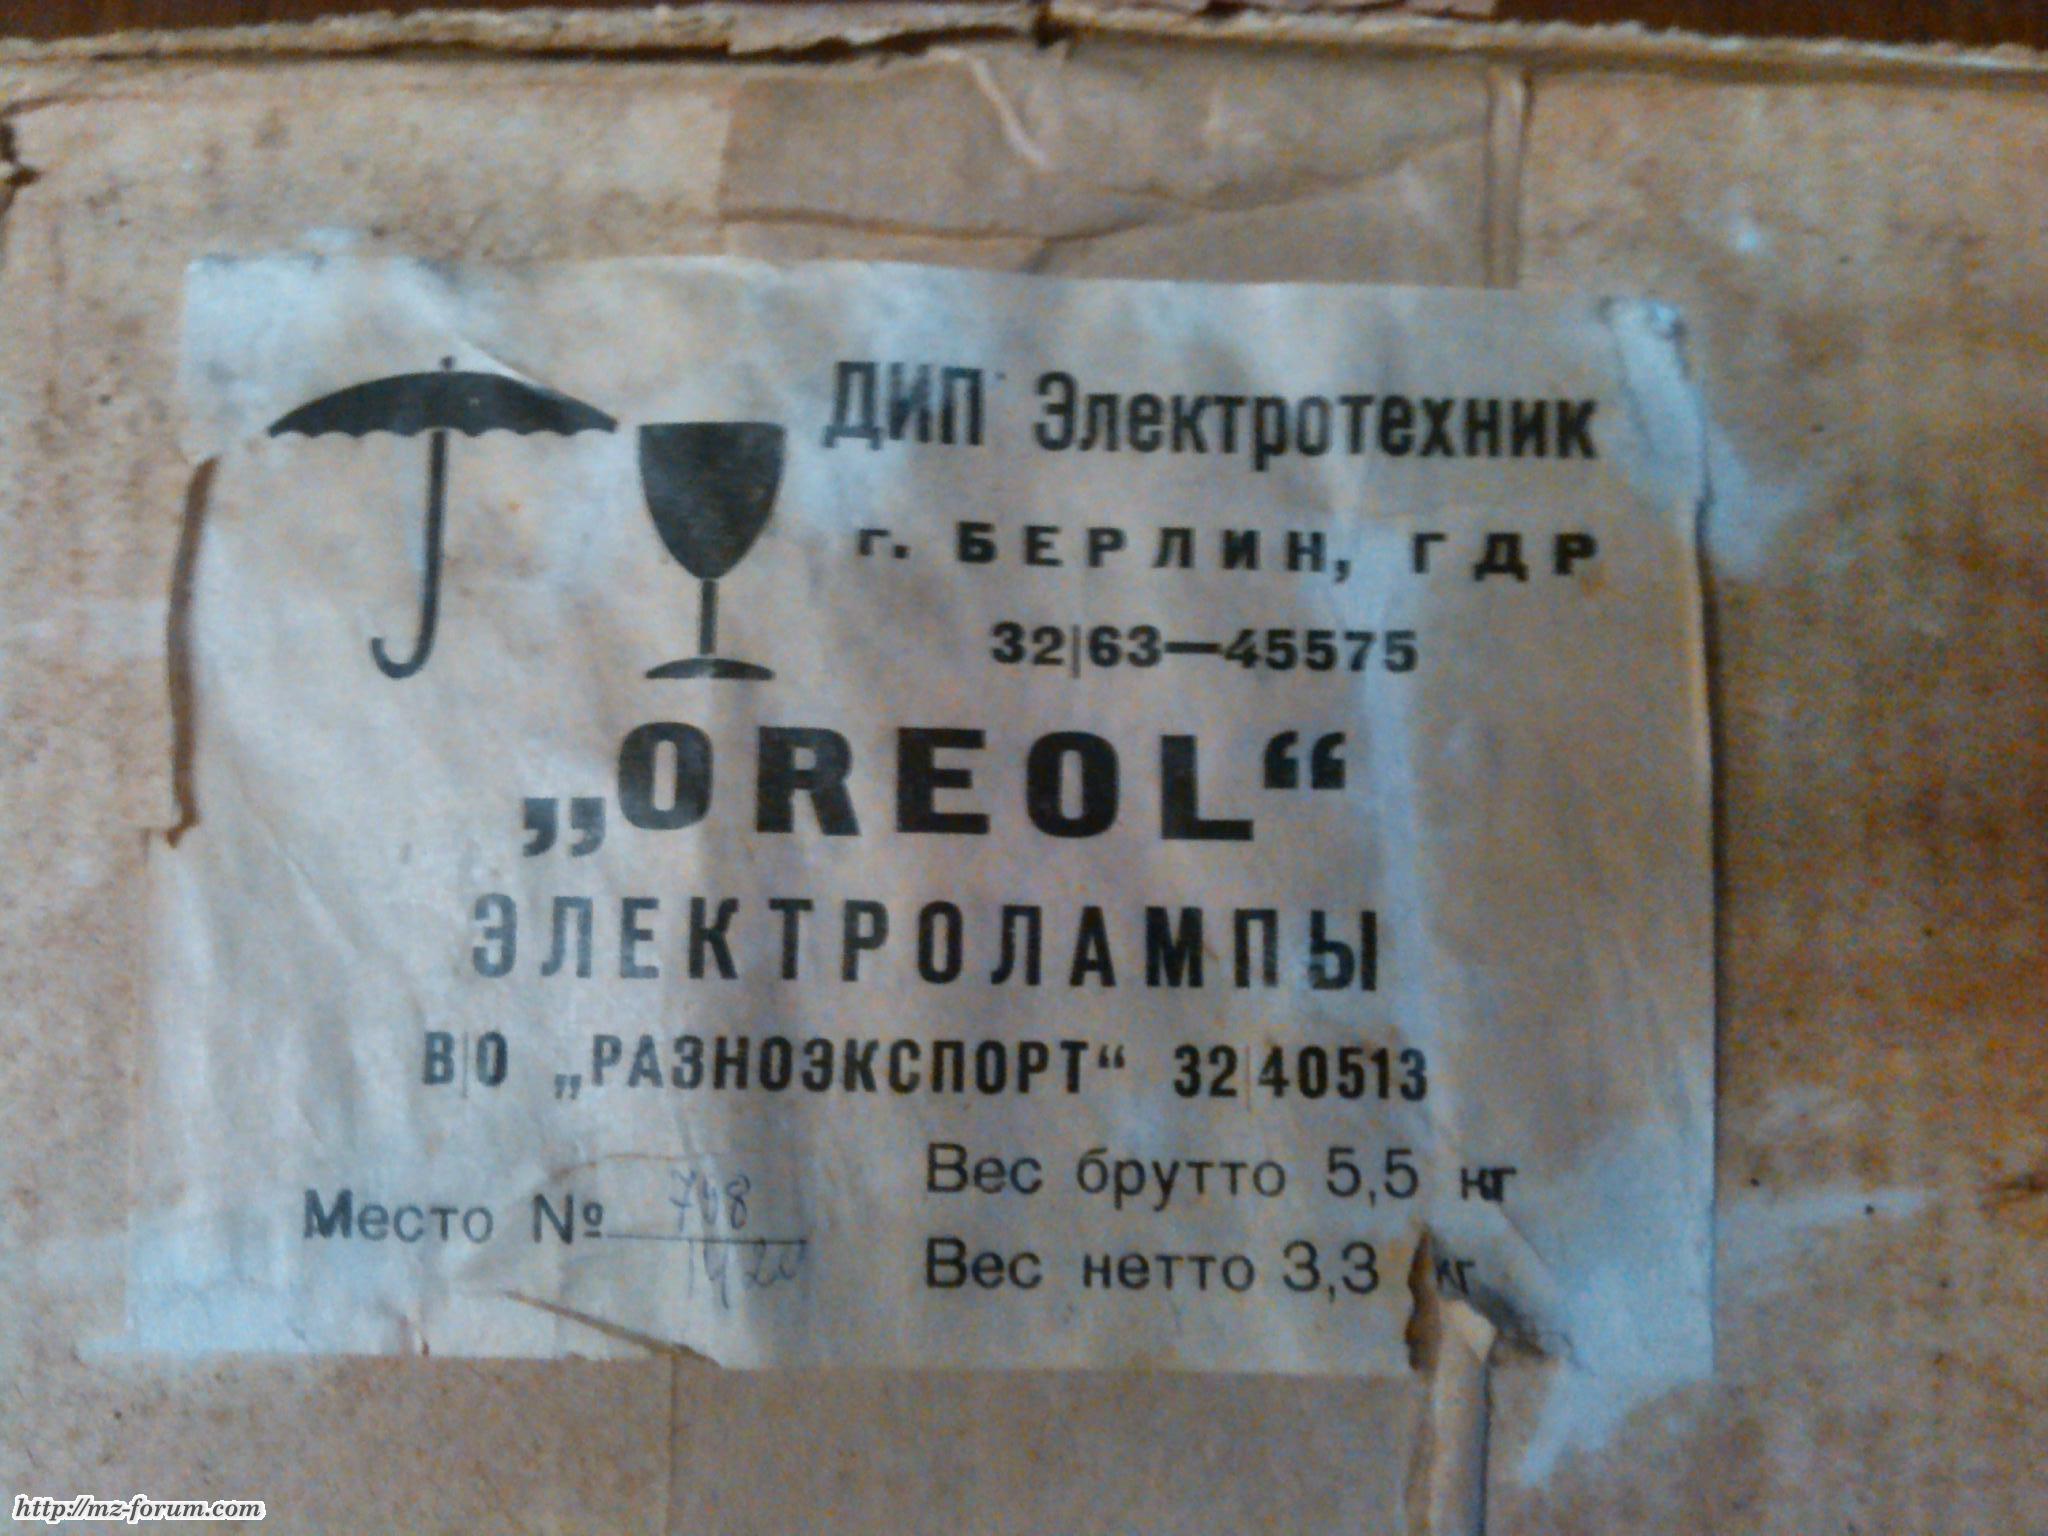 ДИП Электротехник
г. БЕРЛИН, ГДР
32|63—45575
„OREOL“
ЭЛЕКТРОЛАМПЫ
В|О „РАЗНОЭКСПОРТ“ 32|40513
Место № 708
Вес брутто 5,5 кг
Вес нетто 3,3 кг
http://mz-forum.com